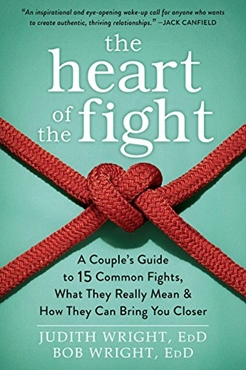 "An inspirational and eye-opening wake-up call for anyone who wants
to create authentic, thriving relationships." —JACK CANFIELD
the
heart
of
the fight
A Couple's Guide
to 15 Common Fights,
What They Really Mean &
How They Can Bring You Closer
JUDITH WRIGHT, EDD
BOB WRIGHT, EDD